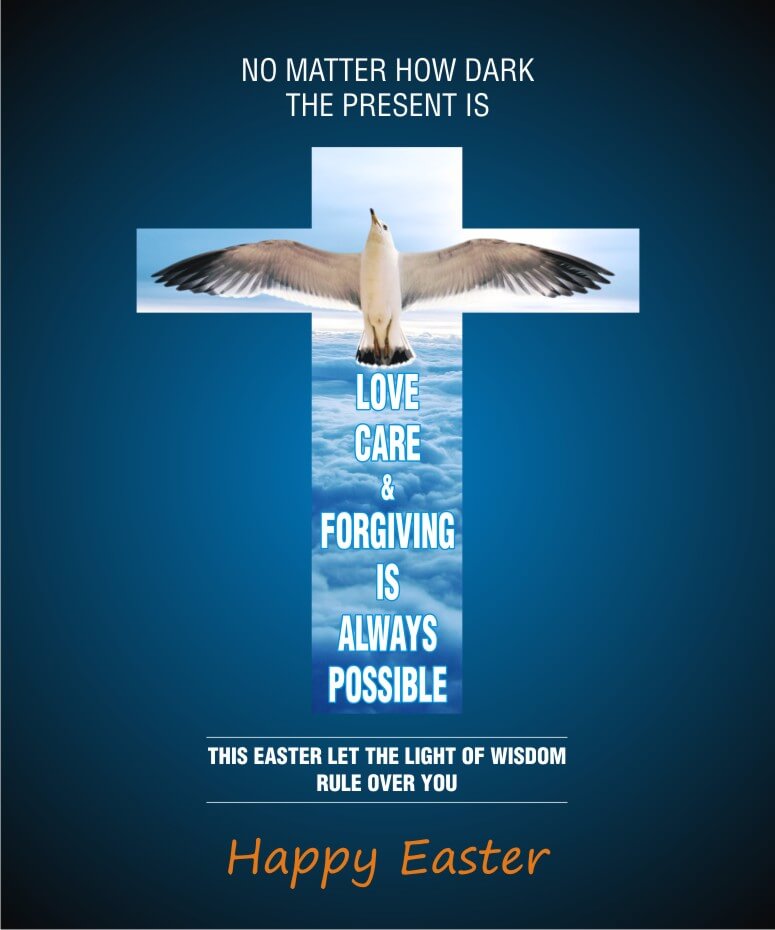 NO MATTER HOW DARK
THE PRESENT IS
LOVE
CARE
&
FORGIVING
IS
ALWAYS
POSSIBLE
THIS EASTER LET THE LIGHT OF WISDOM
RULE OVER YOU
Happy Easter